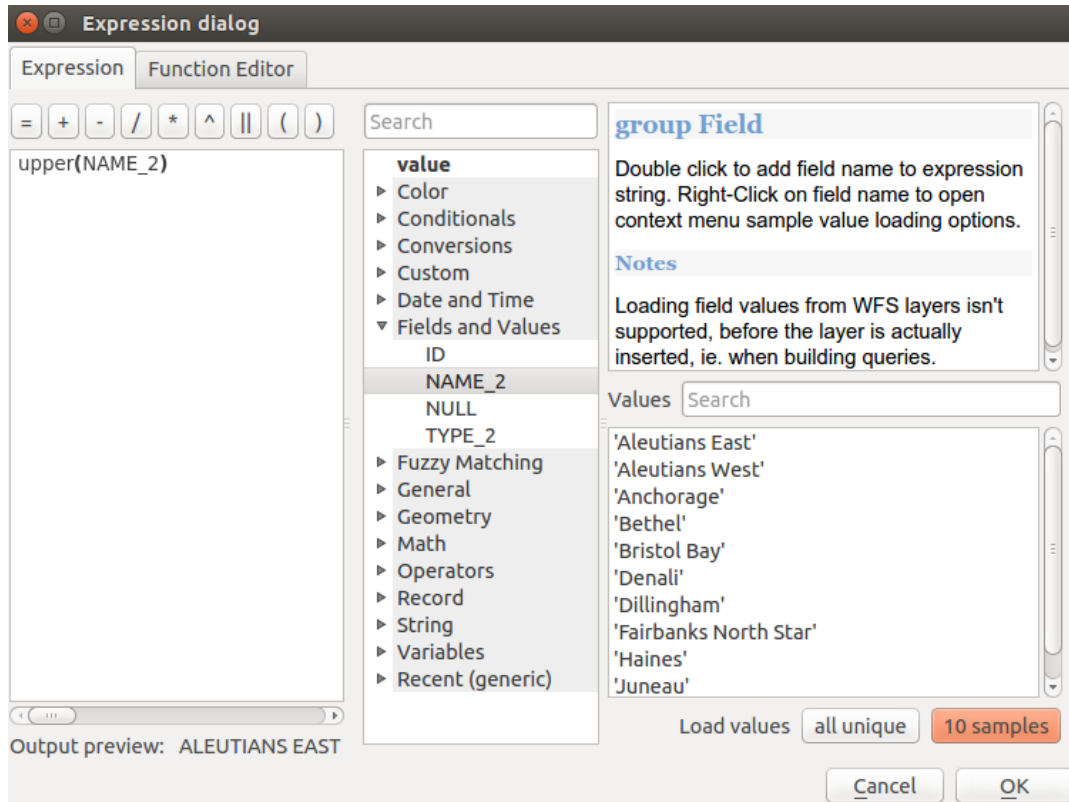 Expression dialog
Expression
Function Editor
= + - / * ^ || ( )
upper(NAME_2)
Output preview: ALEUTIANS EAST
Search
value
Color
Conditionals
Conversions
Custom
Date and Time
Fields and Values
ID
NAME_2
NULL
TYPE_2
Fuzzy Matching
General
Geometry
Math
Operators
Record
String
Variables
Recent (generic)
group Field
Double click to add field name to expression
string. Right-Click on field name to open
context menu sample value loading options.
Notes
Loading field values from WFS layers isn't
supported, before the layer is actually
inserted, ie. when building queries.
Values Search
'Aleutians East'
'Aleutians West'
'Anchorage'
'Bethel'
'Bristol Bay'
'Denali'
'Dillingham'
'Fairbanks North Star'
'Haines'
'Juneau'
Load values all unique 10 samples
Cancel OK